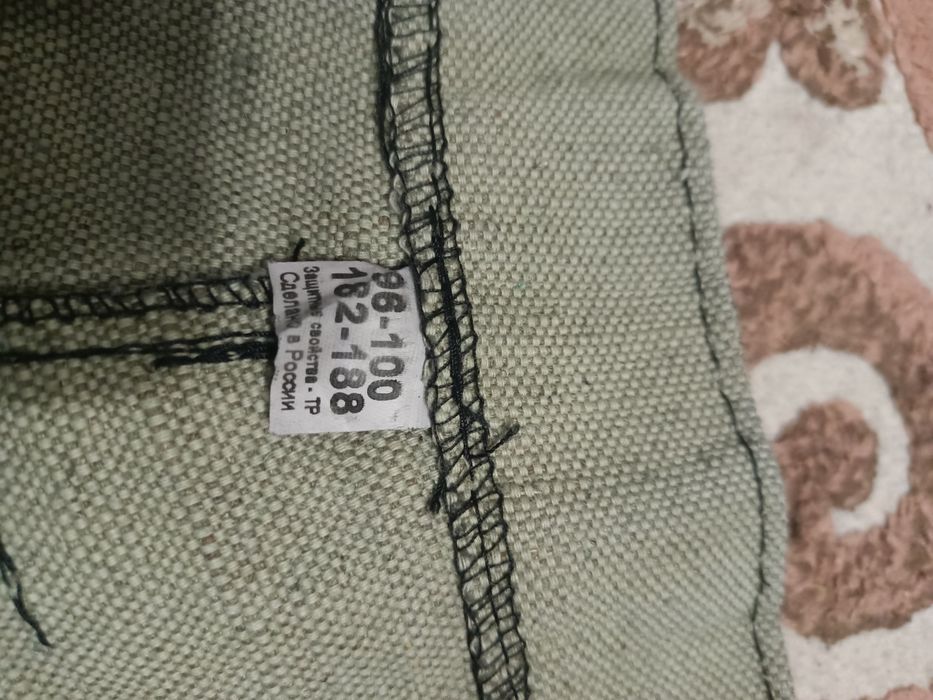 96-100
182-188
Защитные свойства - ТР
Сделано в России